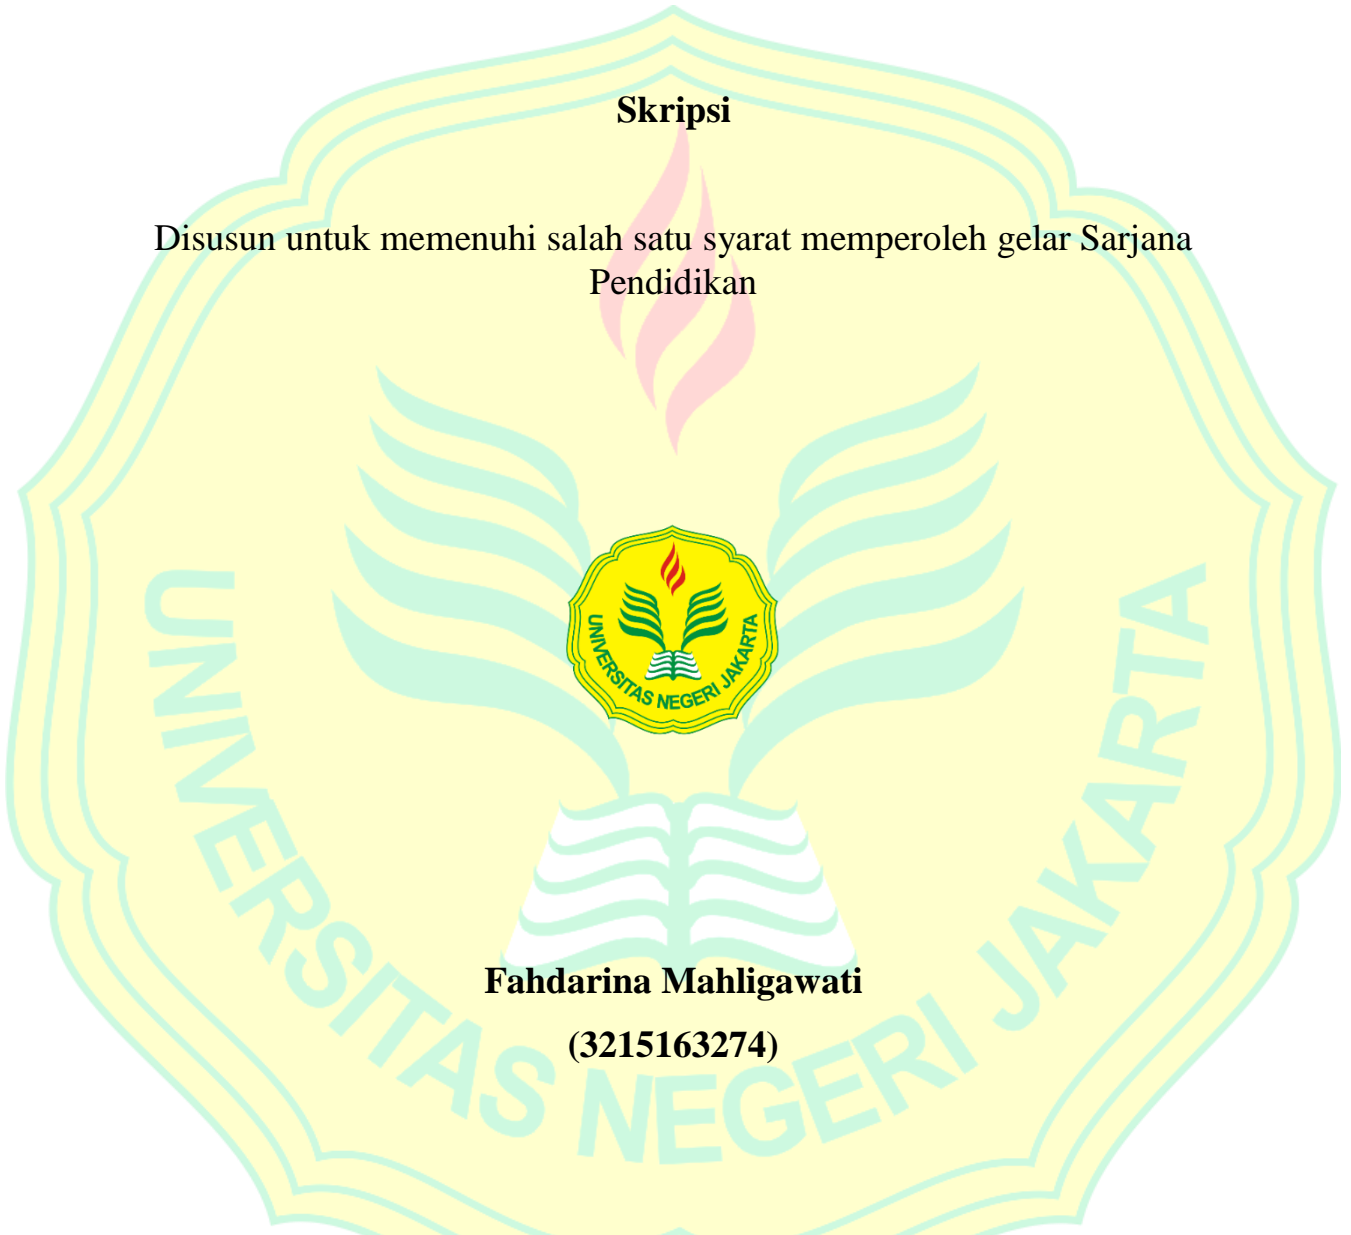 Skripsi
Disusun untuk memenuhi salah satu syarat memperoleh gelar Sarjana
Pendidikan
UNIVERSITAS NEGERI JAKARTA
UNIVERSITAS NEGERI JAKARTA
Fahdarina Mahligawati
(3215163274)